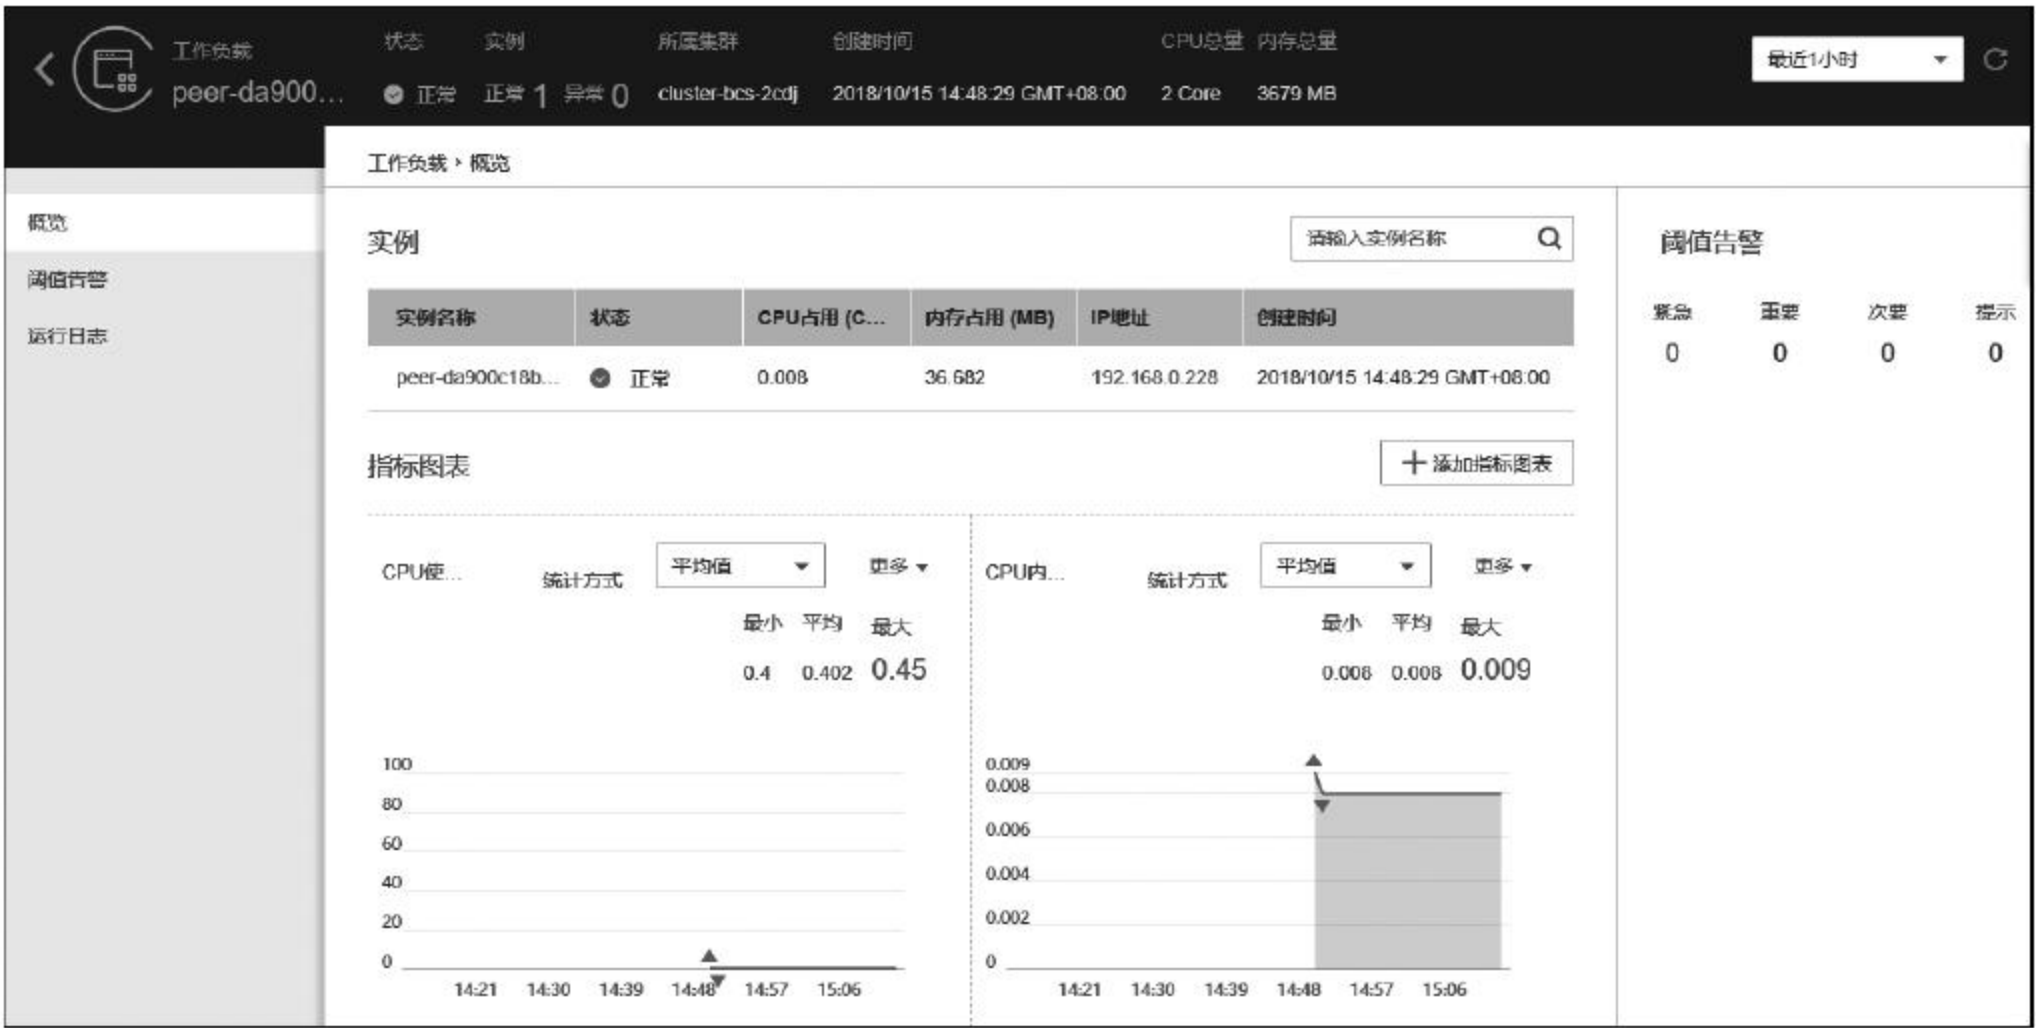 工作负载
peer-da900...
状态 实例 所属集群 创建时间 CPU总量 内存总量
正常 正常 1 异常 0 cluster-bcs-2cdj 2018/10/15 14:48:29 GMT+08:00 2 Core 3679 MB
最近1小时
工作负载 › 概览
概览
阈值告警
运行日志
实例
请输入实例名称
实例名称 状态 CPU占用 (C... 内存占用 (MB) IP地址 创建时间
peer-da900c18b... 正常 0.008 36.682 192.168.0.228 2018/10/15 14:48:29 GMT+08:00
指标图表
添加指标图表
CPU使... 统计方式 平均值 更多
最小 平均 最大
0.4 0.402 0.45
100
80
60
40
20
0
14:21 14:30 14:39 14:48 14:57 15:06
CPU内... 统计方式 平均值 更多
最小 平均 最大
0.008 0.008 0.009
0.009
0.008
0.006
0.004
0.002
0
14:21 14:30 14:39 14:48 14:57 15:06
阈值告警
紧急 重要 次要 提示
0 0 0 0